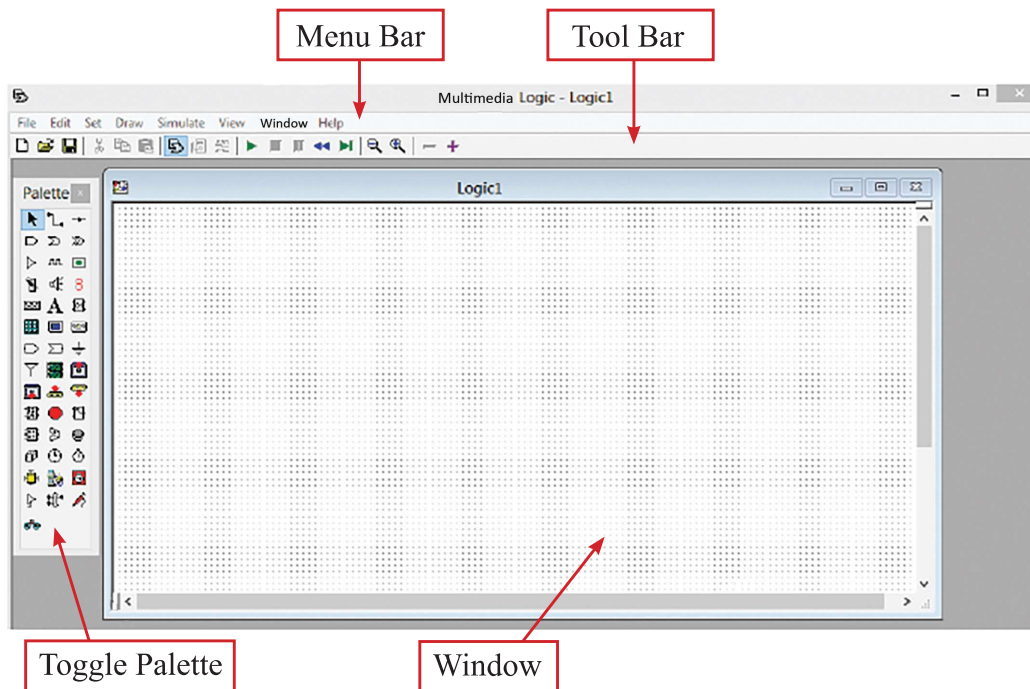 Menu Bar
Tool Bar
Multimedia Logic - Logic1
File Edit Set Draw Simulate View Window Help
Palette
Logic1
A
8
Toggle Palette
Window